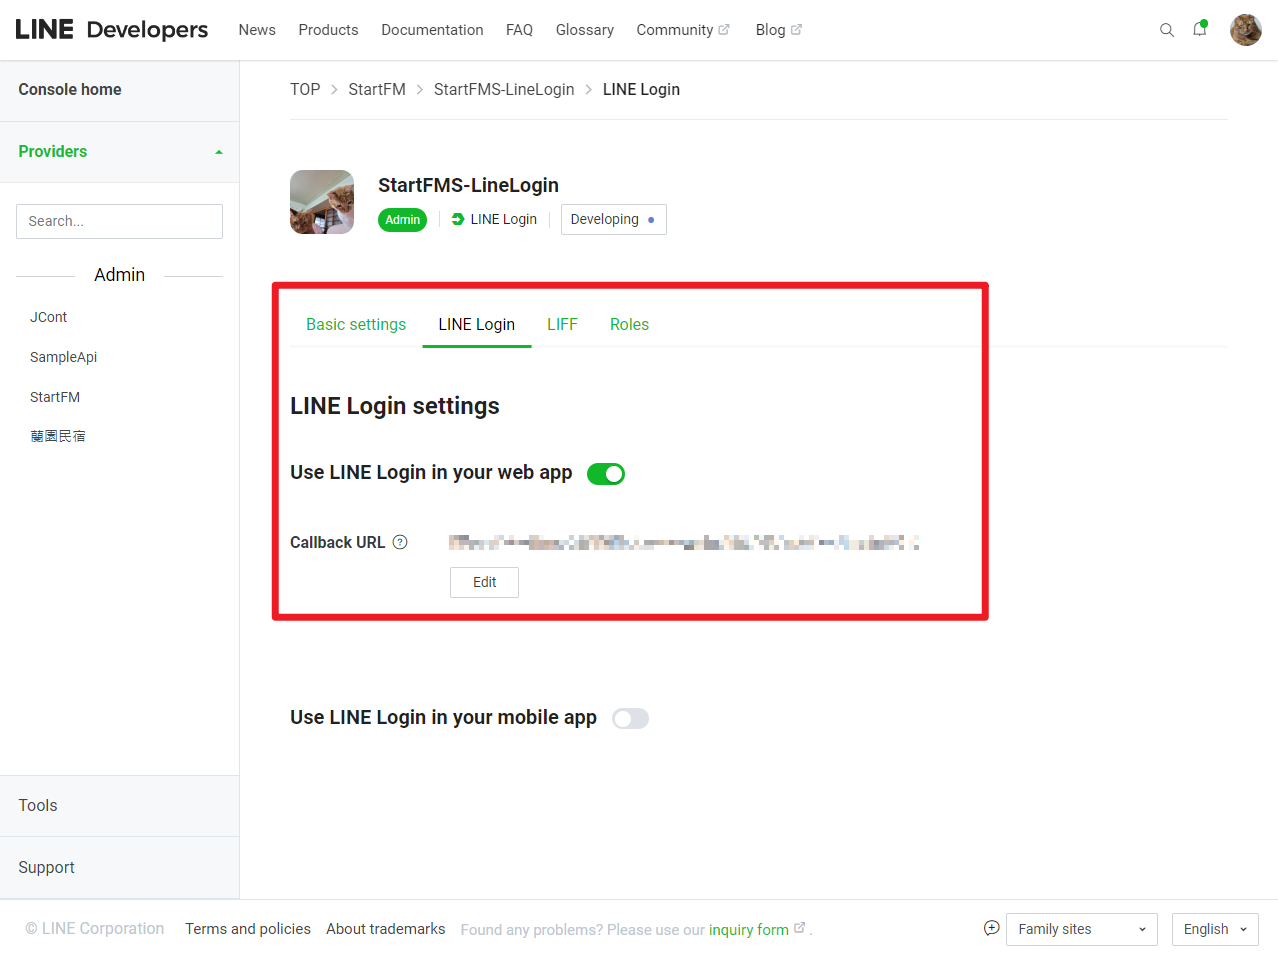 LINE Developers News Products Documentation FAQ Glossary Community Blog
Console home
TOP > StartFM > StartFMS-LineLogin > LINE Login
Providers
StartFMS-LineLogin
Admin LINE Login Developing
Search...
Admin
JCont
SampleApi
StartFM
蘭園民宿
Basic settings LINE Login LIFF Roles
LINE Login settings
Use LINE Login in your web app
Callback URL ?
Edit
Use LINE Login in your mobile app
Tools
Support
© LINE Corporation Terms and policies About trademarks Found any problems? Please use our inquiry form . Family sites English